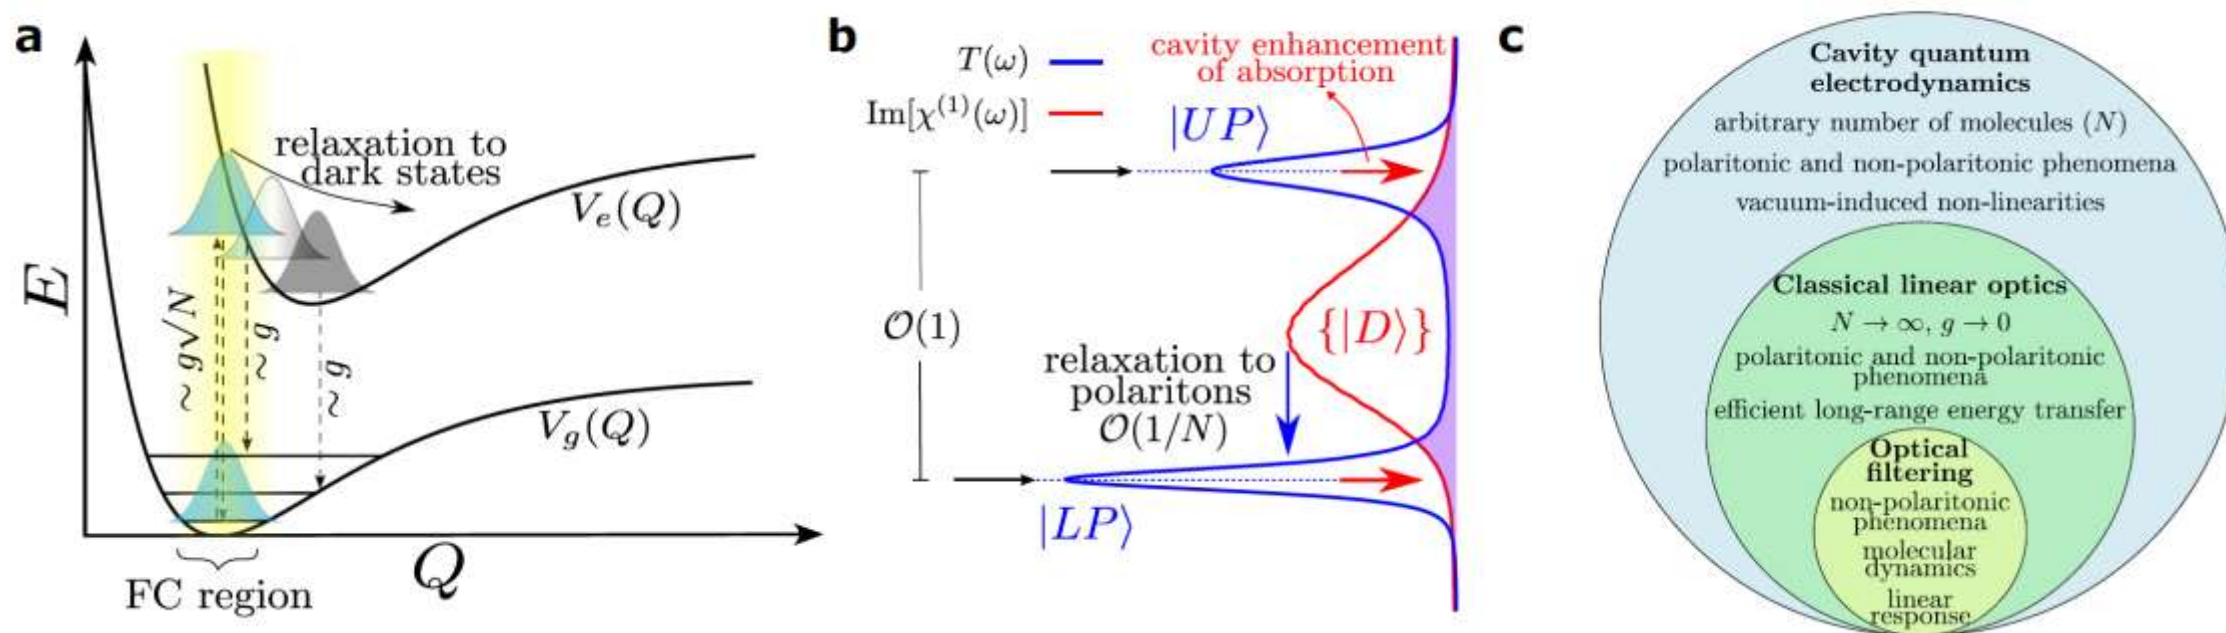 a
E
relaxation to
dark states
V_e(Q)
~ g√N
~ g
~ g
V_g(Q)
FC region
Q
b
T(ω)
Im[χ^(1)(ω)]
cavity enhancement
of absorption
|UP⟩
O(1)
{|D⟩}
relaxation to
polaritons
O(1/N)
|LP⟩
c
Cavity quantum
electrodynamics
arbitrary number of molecules (N)
polaritonic and non-polaritonic phenomena
vacuum-induced non-linearities
Classical linear optics
N → ∞, g → 0
polaritonic and non-polaritonic
phenomena
efficient long-range energy transfer
Optical
filtering
non-polaritonic
phenomena
molecular
dynamics
linear
response